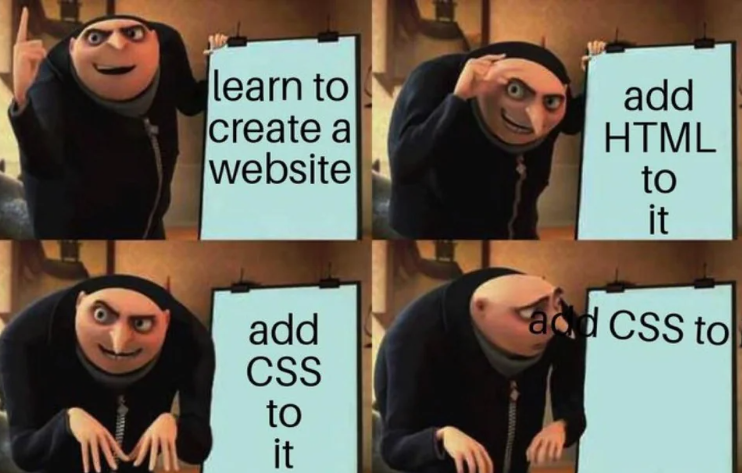 learn to
create a
website
add
HTML
to
it
add
CSS
to
it
add CSS to